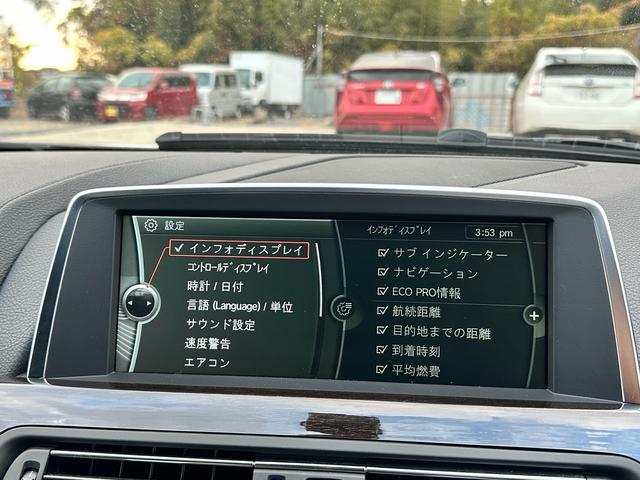 設定
✓ インフォディスプレイ
コントロールディスプレイ
時計 / 日付
言語 (Language) / 単位
サウンド設定
速度警告
エアコン
インフォディスプレイ
3:53 pm
サブ インジケーター
ナビゲーション
ECO PRO情報
航続距離
目的地までの距離
到着時刻
平均燃費